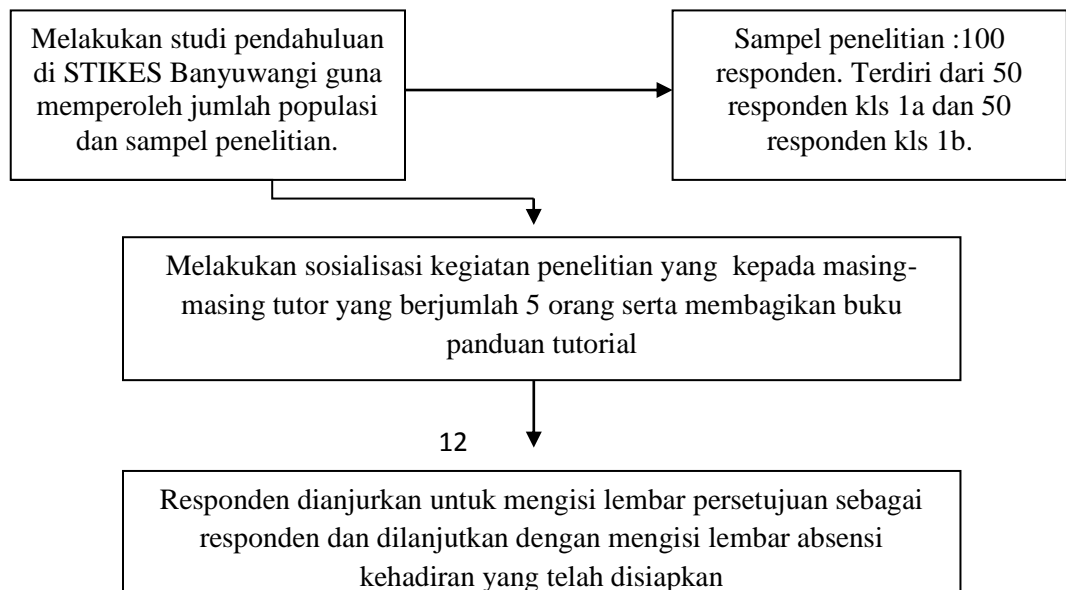 Melakukan studi pendahuluan
di STIKES Banyuwangi guna
memperoleh jumlah populasi
dan sampel penelitian.
Sampel penelitian :100
responden. Terdiri dari 50
responden kls 1a dan 50
responden kls 1b.
Melakukan sosialisasi kegiatan penelitian yang  kepada masing-
masing tutor yang berjumlah 5 orang serta membagikan buku
panduan tutorial
12
Responden dianjurkan untuk mengisi lembar persetujuan sebagai
responden dan dilanjutkan dengan mengisi lembar absensi
kehadiran yang telah disiapkan